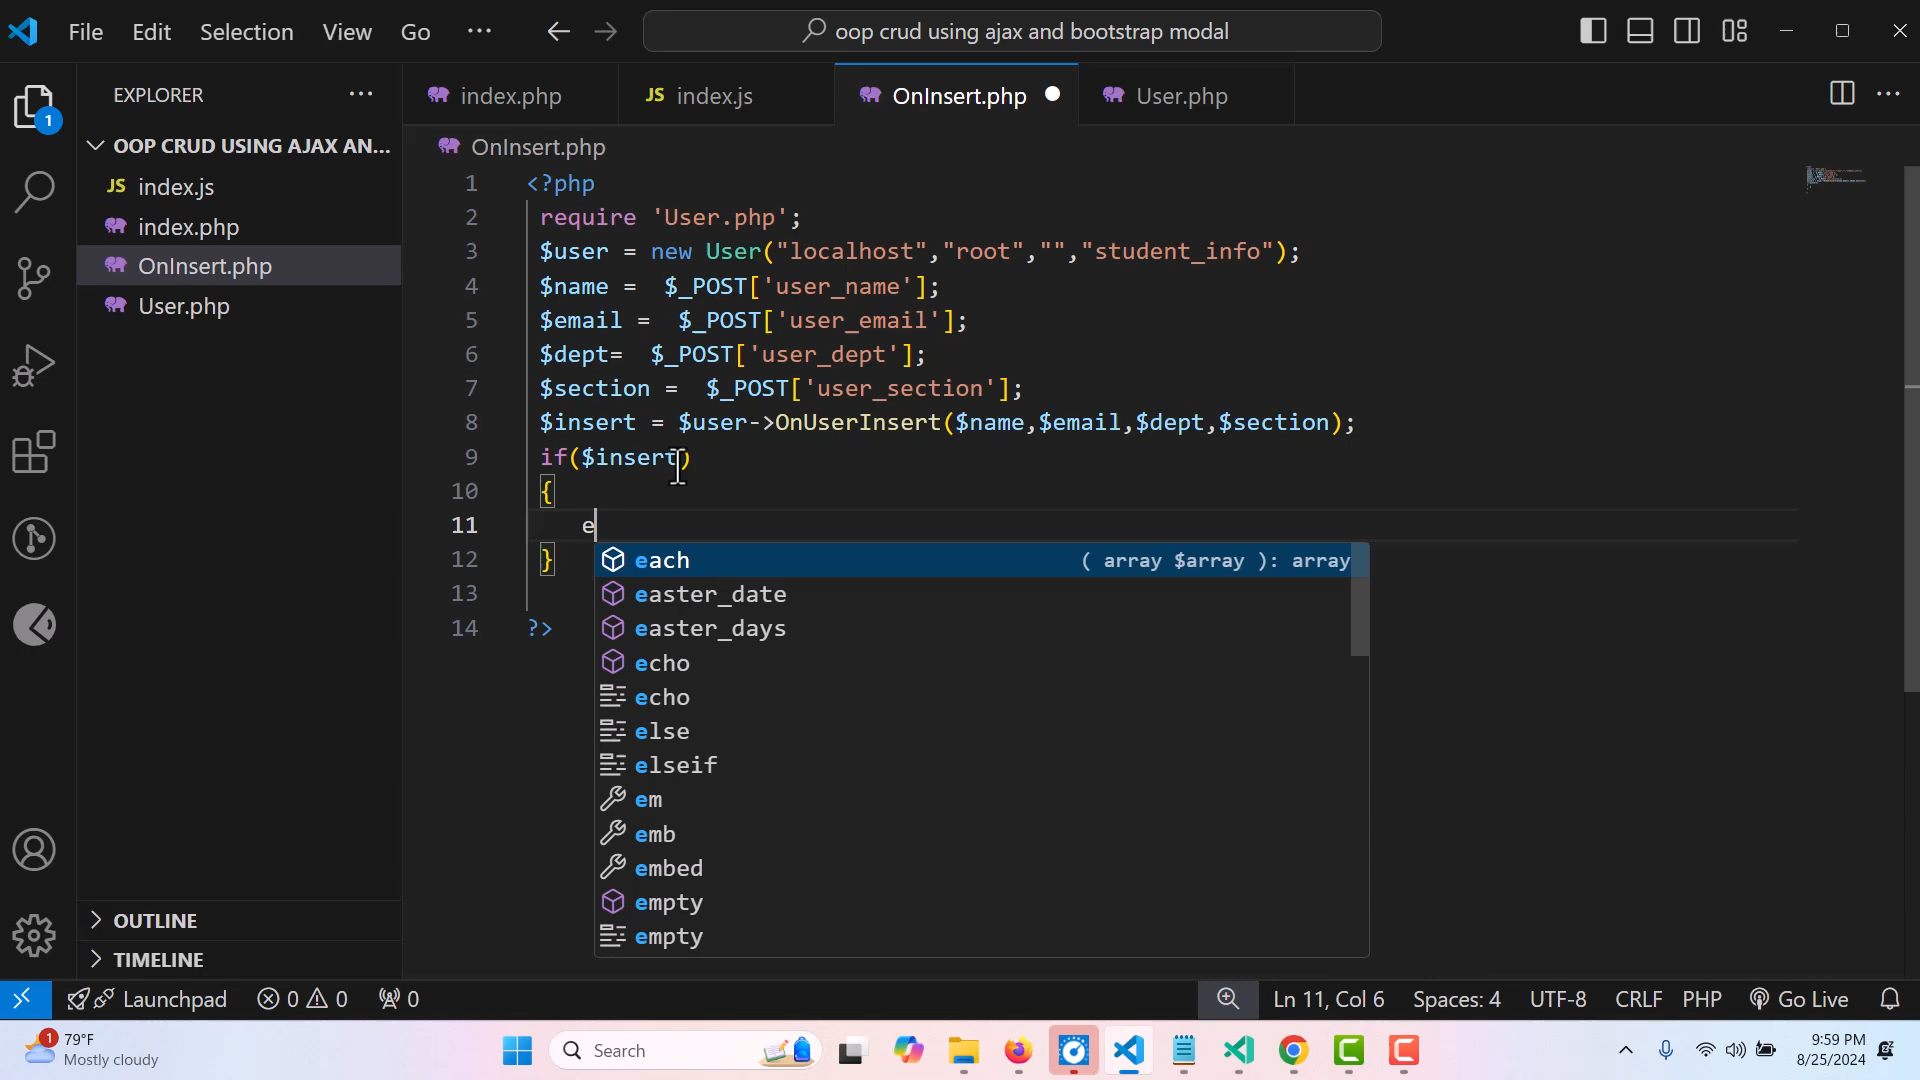 File Edit Selection View Go ··· oop crud using ajax and bootstrap modal
EXPLORER ···
index.php
JS index.js
OnInsert.php
User.php
1
OOP CRUD USING AJAX AN...
JS index.js
index.php
OnInsert.php
User.php
OUTLINE
TIMELINE
OnInsert.php
1 <?php
2 require 'User.php';
3 $user = new User("localhost","root","","student_info");
4 $name = $_POST['user_name'];
5 $email = $_POST['user_email'];
6 $dept= $_POST['user_dept'];
7 $section = $_POST['user_section'];
8 $insert = $user->OnUserInsert($name,$email,$dept,$section);
9 if($insert)
10 {
11 e
12 }
13
14 ?>
each ( array $array ): array
easter_date
easter_days
echo
echo
else
elseif
em
emb
embed
empty
empty
Launchpad 0 0 0 Ln 11, Col 6 Spaces: 4 UTF-8 CRLF PHP Go Live
1
79°F
Mostly cloudy
Search
9:59 PM
8/25/2024